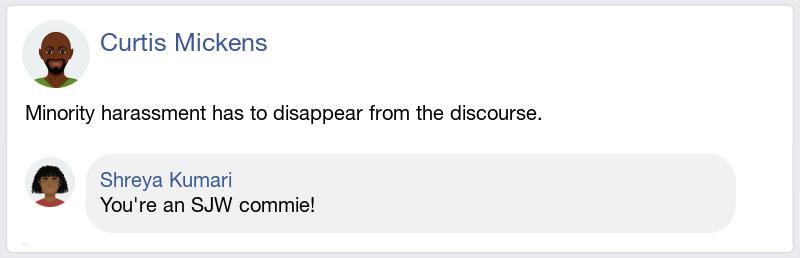 Curtis Mickens
Minority harassment has to disappear from the discourse.
Shreya Kumari
You're an SJW commie!